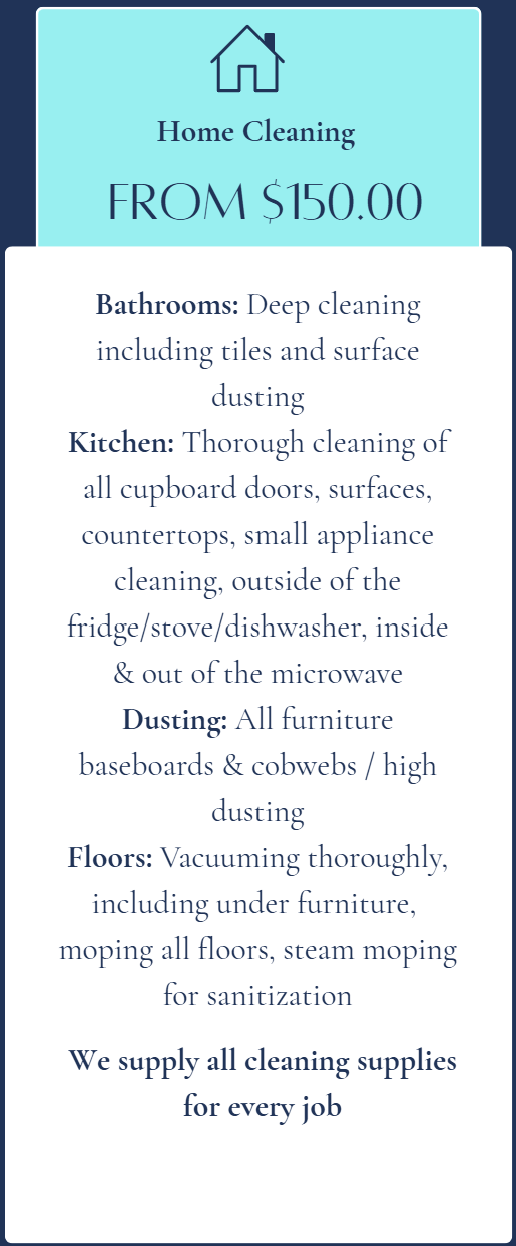 Home Cleaning
FROM $150.00
Bathrooms: Deep cleaning
including tiles and surface
dusting
Kitchen: Thorough cleaning of
all cupboard doors, surfaces,
countertops, small appliance
cleaning, outside of the
fridge/stove/dishwasher, inside
& out of the microwave
Dusting: All furniture
baseboards & cobwebs / high
dusting
Floors: Vacuuming thoroughly,
including under furniture,
moping all floors, steam moping
for sanitization
We supply all cleaning supplies
for every job